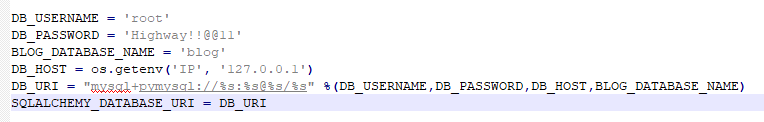 DB_USERNAME = 'root'
DB_PASSWORD = 'Highway!!@@11'
BLOG_DATABASE_NAME = 'blog'
DB_HOST = os.getenv('IP', '127.0.0.1')
DB_URI = "mysql+pymysql://%s:%s@%s/%s" %(DB_USERNAME,DB_PASSWORD,DB_HOST,BLOG_DATABASE_NAME)
SQLALCHEMY_DATABASE_URI = DB_URI